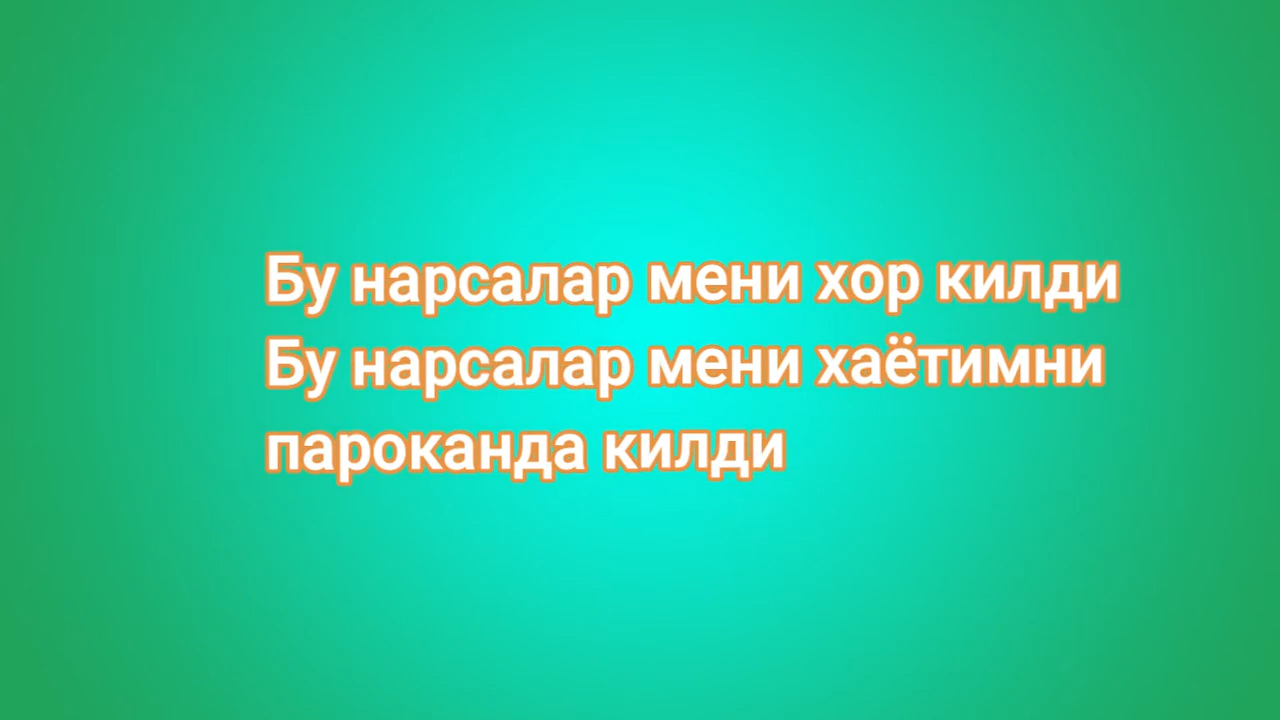 Бу нарсалар мени хор килди
Бу нарсалар мени хаётимни
пароканда килди